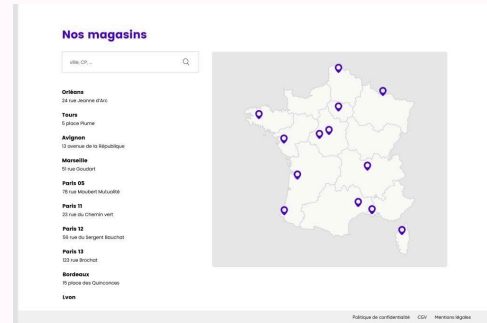 Nos magasins
ville, CP, ...
Orléans
24 rue Jeanne d'Arc
Tours
5 place Plume
Avignon
13 avenue de la République
Marseille
51 rue Goudart
Paris 05
78 rue Maubert Mutualité
Paris 11
23 rue du Chemin vert
Paris 12
56 rue du Sergent Bauchat
Paris 13
123 rue Brochat
Bordeaux
15 place des Quinconces
Lyon
Politique de confidentialité CGV Mentions légales